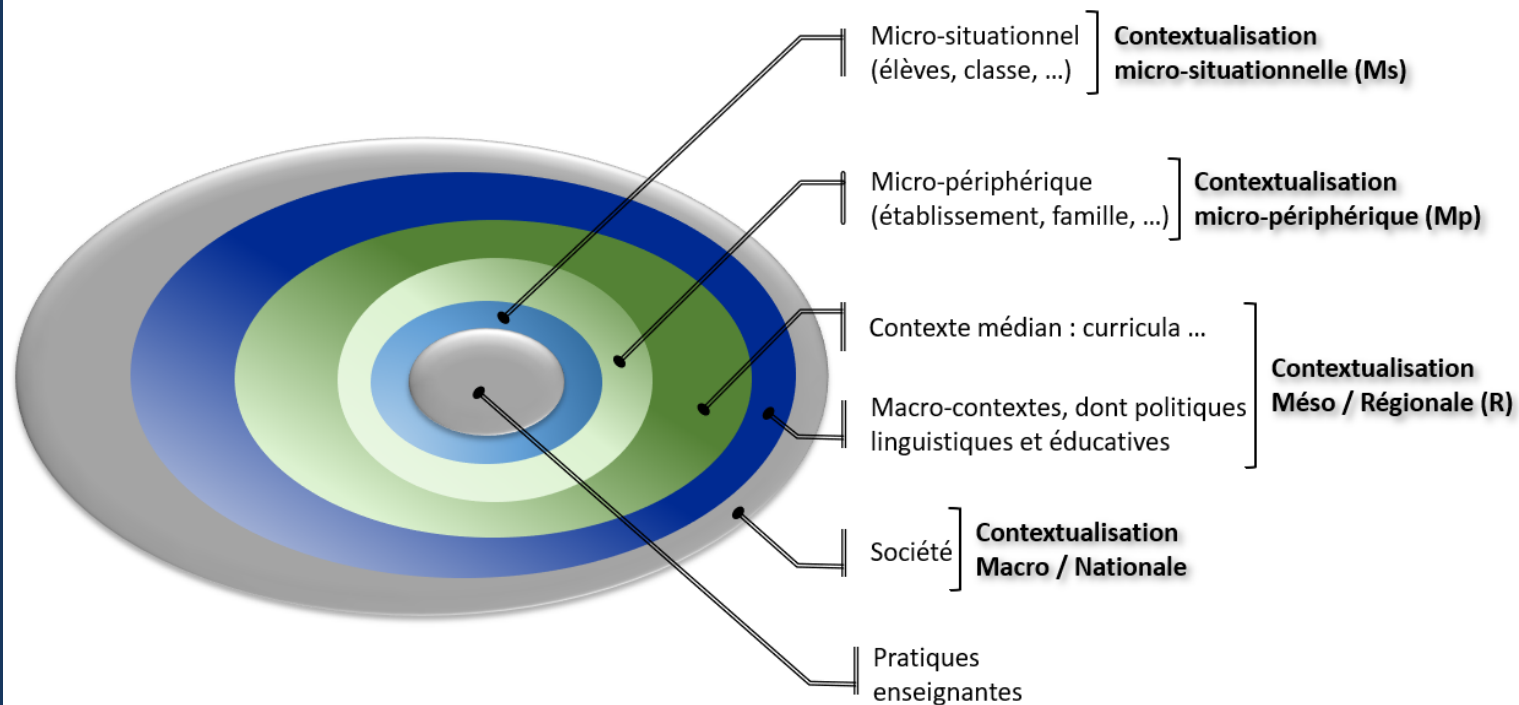 Micro-situationnel
(élèves, classe, ...)
Contextualisation
micro-situationnelle (Ms)
Micro-périphérique
(établissement, famille, ...)
Contextualisation
micro-périphérique (Mp)
Contexte médian : curricula ...
Macro-contextes, dont politiques
linguistiques et éducatives
Contextualisation
Méso / Régionale (R)
Société
Contextualisation
Macro / Nationale
Pratiques
enseignantes